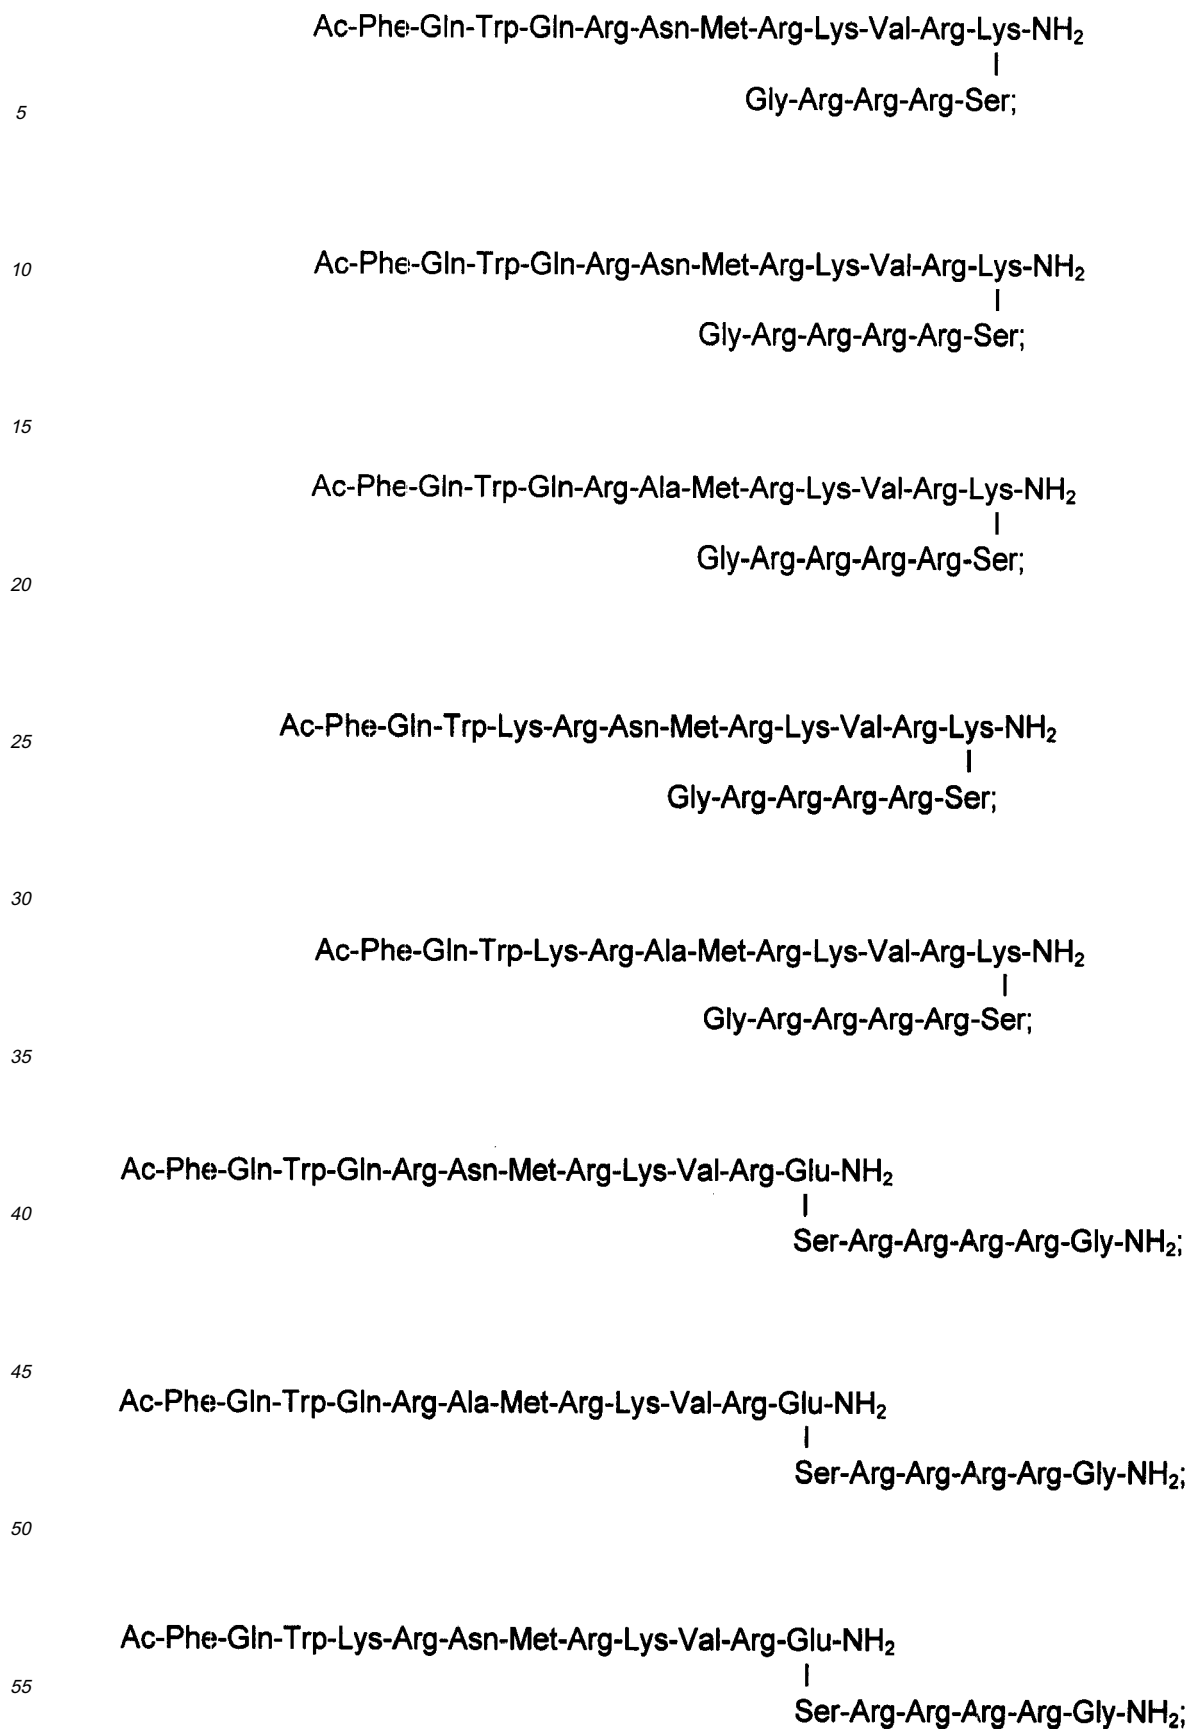 Ac-Phe-Gln-Trp-Gln-Arg-Asn-Met-Arg-Lys-Val-Arg-Lys-NH₂
|
5 Gly-Arg-Arg-Arg-Ser;
10 Ac-Phe-Gln-Trp-Gln-Arg-Asn-Met-Arg-Lys-Val-Arg-Lys-NH₂
|
Gly-Arg-Arg-Arg-Arg-Ser;
15
Ac-Phe-Gln-Trp-Gln-Arg-Ala-Met-Arg-Lys-Val-Arg-Lys-NH₂
|
Gly-Arg-Arg-Arg-Arg-Ser;
20
25 Ac-Phe-Gln-Trp-Lys-Arg-Asn-Met-Arg-Lys-Val-Arg-Lys-NH₂
|
Gly-Arg-Arg-Arg-Arg-Ser;
30
Ac-Phe-Gln-Trp-Lys-Arg-Ala-Met-Arg-Lys-Val-Arg-Lys-NH₂
|
Gly-Arg-Arg-Arg-Arg-Ser;
35
Ac-Phe-Gln-Trp-Gln-Arg-Asn-Met-Arg-Lys-Val-Arg-Glu-NH₂
40 |
Ser-Arg-Arg-Arg-Arg-Gly-NH₂;
45
Ac-Phe-Gln-Trp-Gln-Arg-Ala-Met-Arg-Lys-Val-Arg-Glu-NH₂
|
Ser-Arg-Arg-Arg-Arg-Gly-NH₂;
50
Ac-Phe-Gln-Trp-Lys-Arg-Asn-Met-Arg-Lys-Val-Arg-Glu-NH₂
55 |
Ser-Arg-Arg-Arg-Arg-Gly-NH₂;